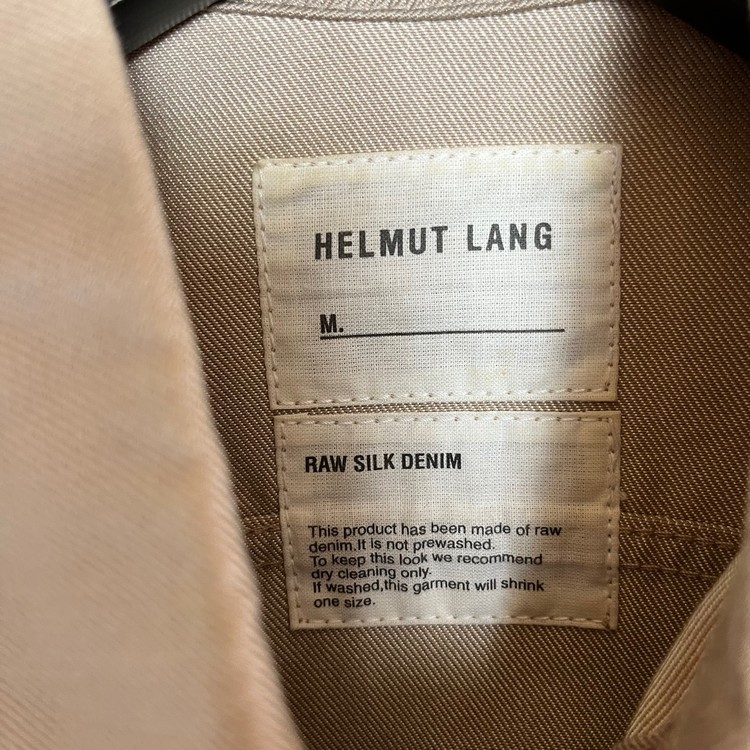 HELMUT LANG
M.
RAW SILK DENIM
This product has been made of raw
denim.It is not prewashed.
To keep this look we recommend
dry cleaning only.
If washed,this garment will shrink
one size.